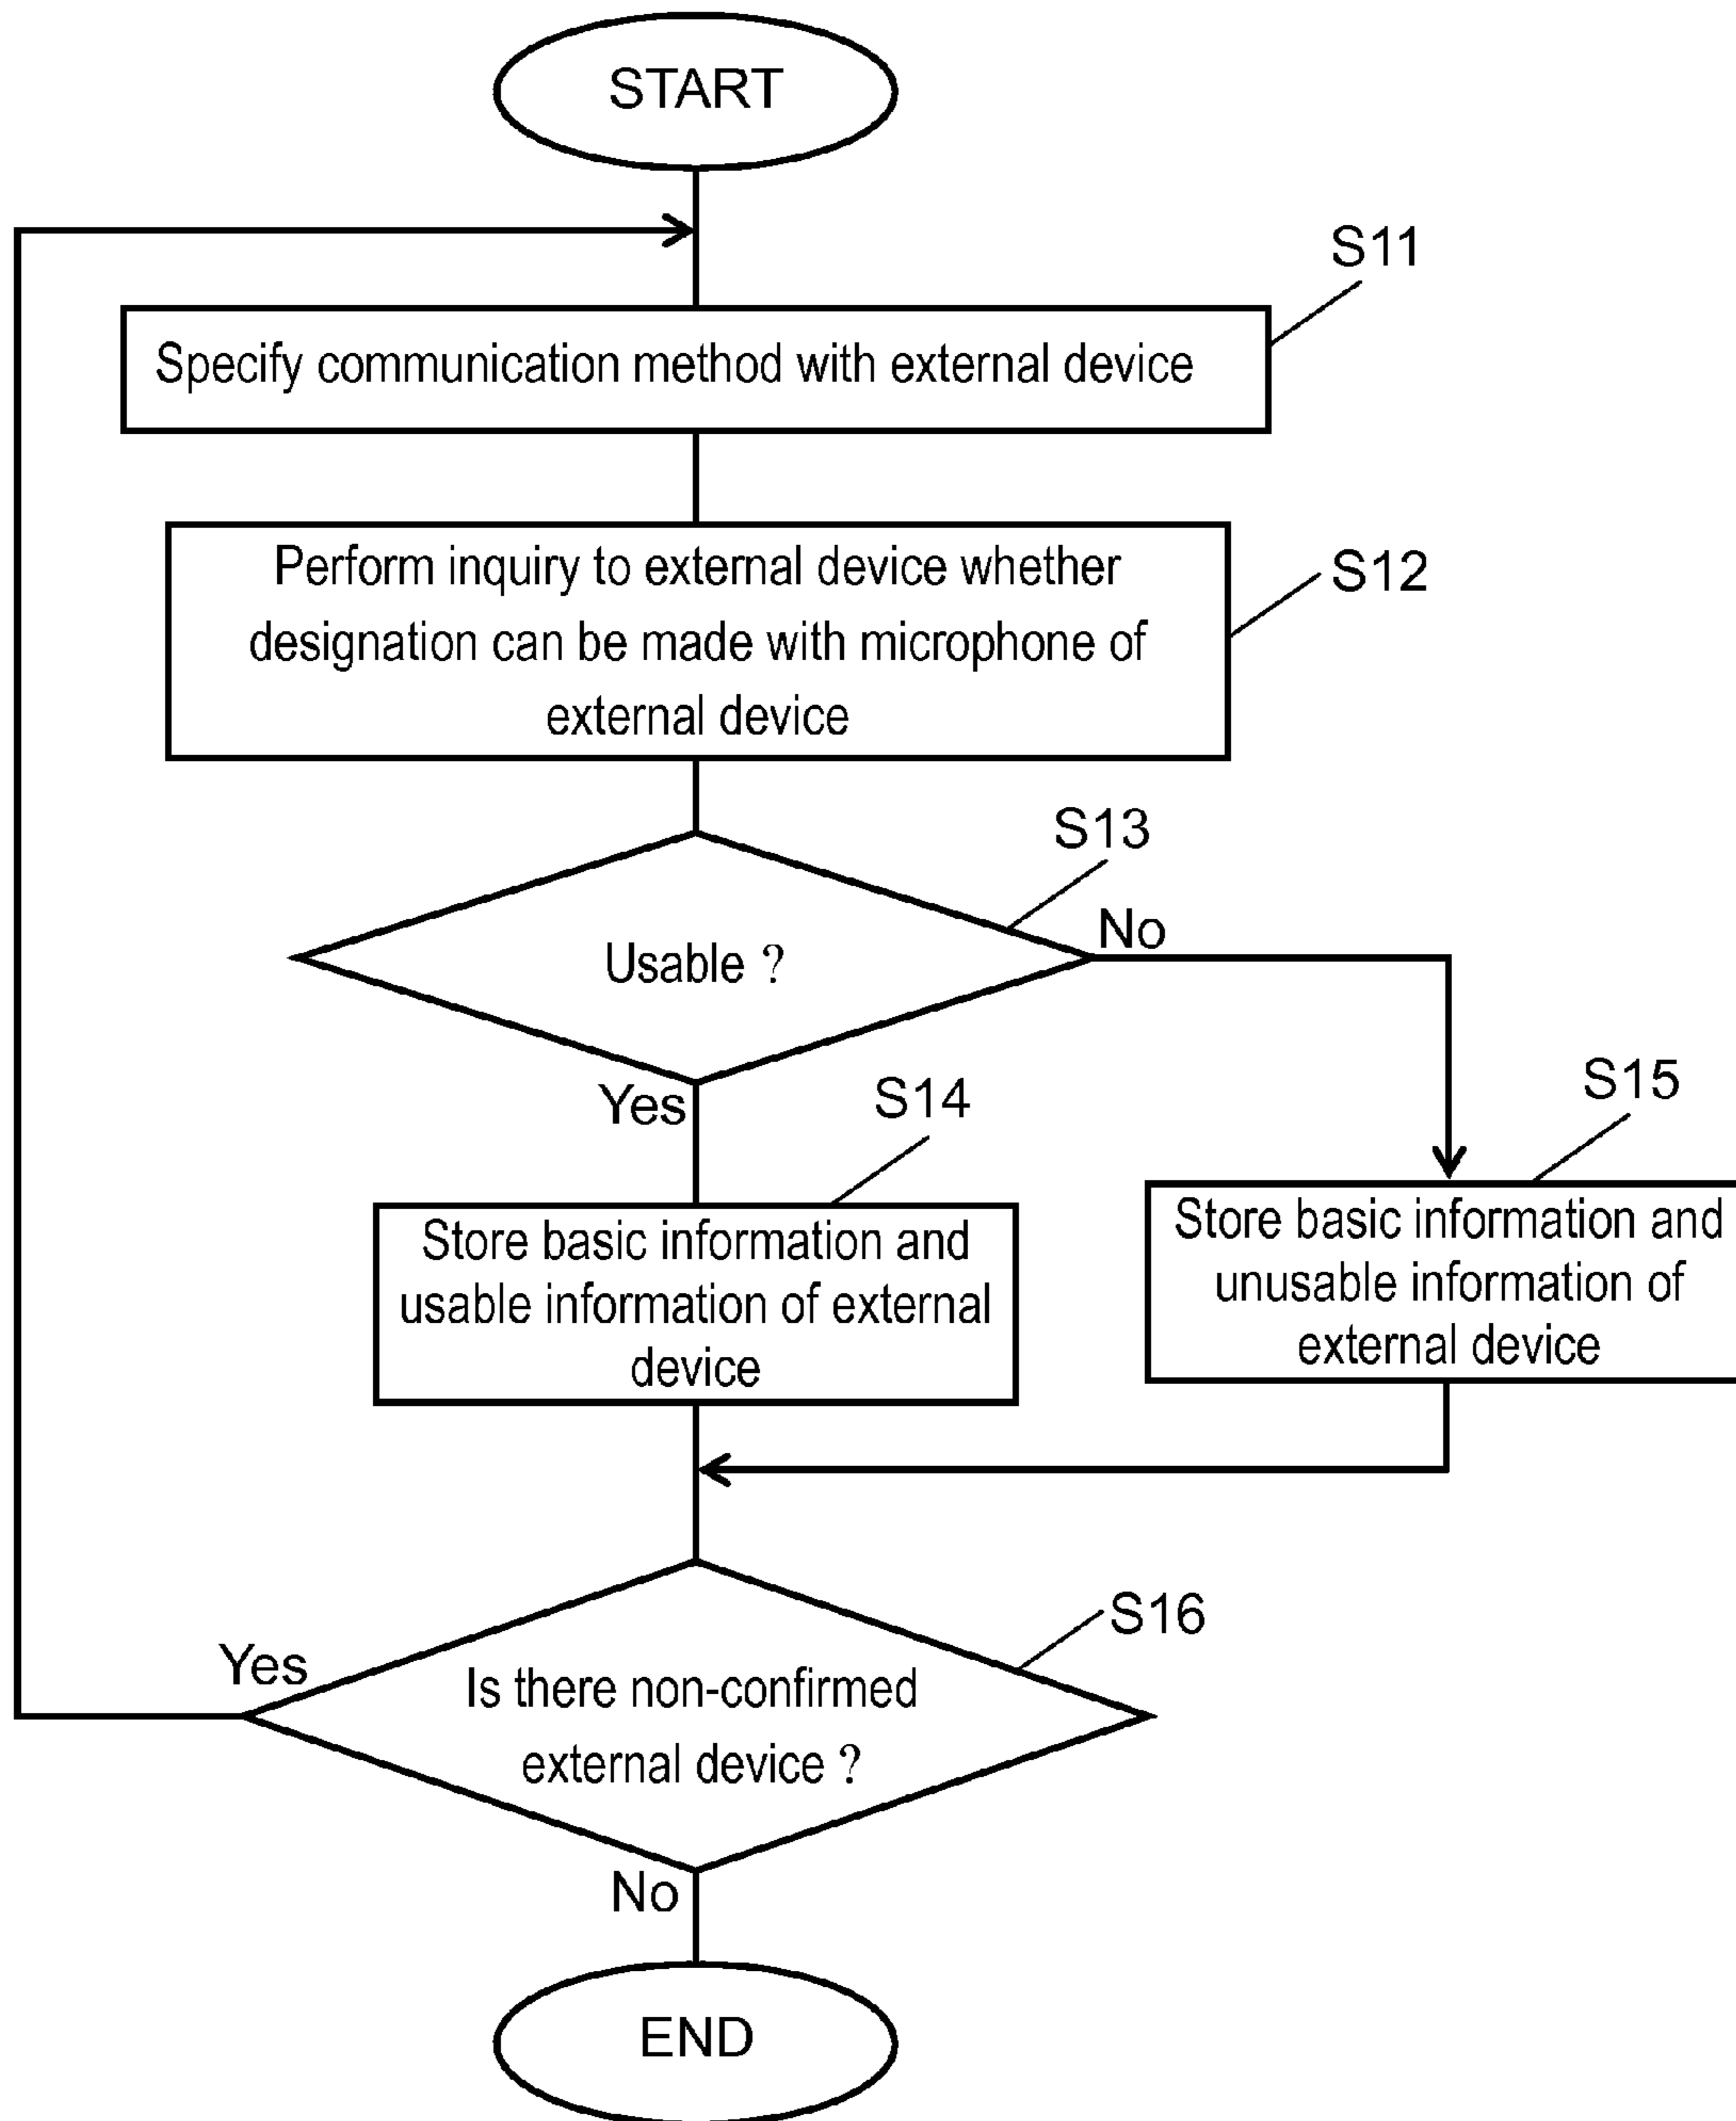 START
S11
Specify communication method with external device
Perform inquiry to external device whether
designation can be made with microphone of
external device
S12
S13
Usable ?
No
Yes
S14
S15
Store basic information and
usable information of external
device
Store basic information and
unusable information of
external device
S16
Yes
Is there non-confirmed
external device ?
No
END